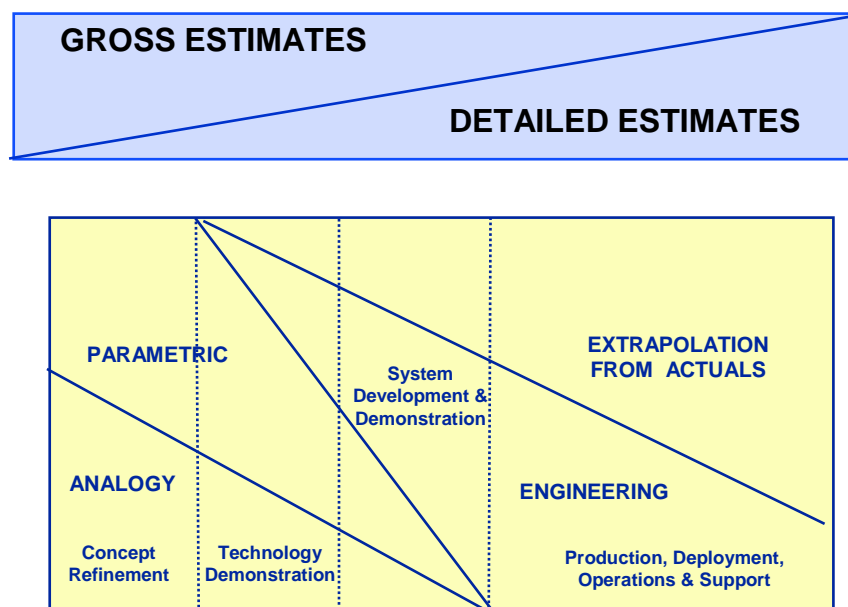 GROSS ESTIMATES
DETAILED ESTIMATES
PARAMETRIC
EXTRAPOLATION
FROM ACTUALS
System
Development &
Demonstration
ANALOGY
ENGINEERING
Concept
Refinement
Technology
Demonstration
Production, Deployment,
Operations & Support